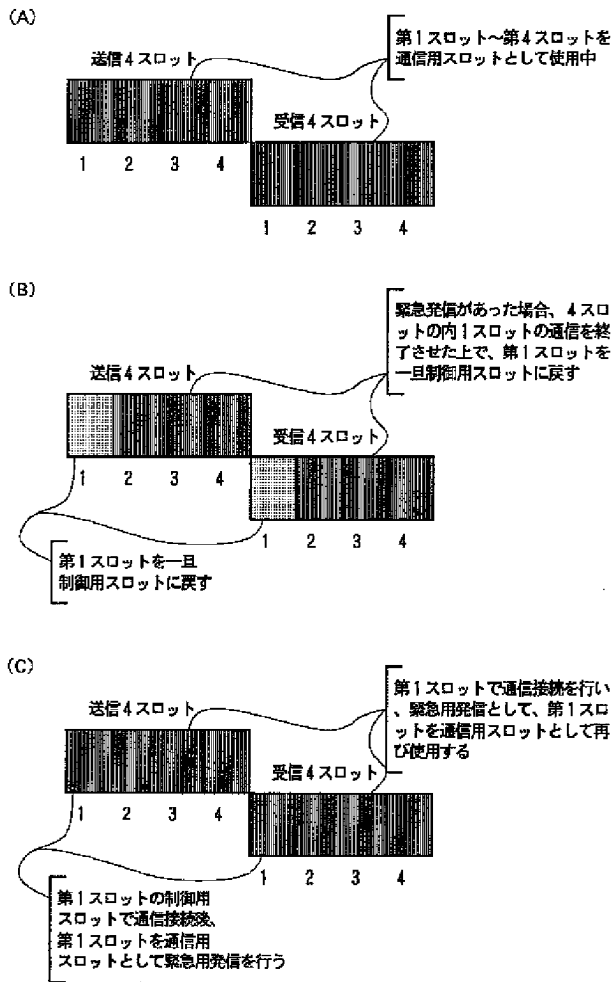 (A)
送信4スロット
第1スロット～第4スロットを
通信用スロットとして使用中
受信4スロット
1 2 3 4
1 2 3 4
(B)
緊急発信があった場合、4スロ
ットの内1スロットの通信を終
了させた上で、第1スロットを
一旦制御用スロットに戻す
送信4スロット
受信4スロット
1 2 3 4
1 2 3 4
第1スロットを一旦
制御用スロットに戻す
(C)
第1スロットで通信接続を行い
、緊急用発信として、第1スロ
ットを通信用スロットとして再
び使用する
送信4スロット
受信4スロット
1 2 3 4
1 2 3 4
第1スロットの制御用
スロットで通信接続後、
第1スロットを通信用
スロットとして緊急用発信を行う